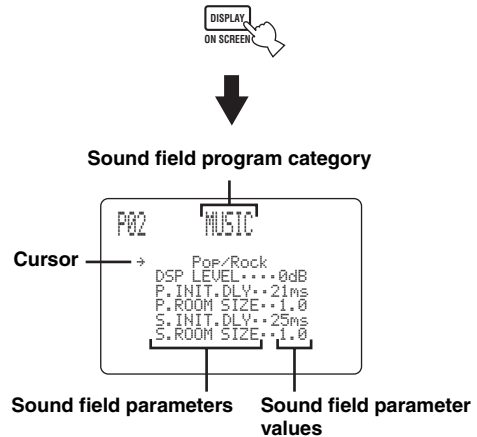 DISPLAY
ON SCREEN
Sound field program category
P02 MUSIC
Cursor → Pop/Rock
DSP LEVEL····0dB
P.INIT.DLY··21ms
P.ROOM SIZE··1.0
S.INIT.DLY··25ms
S.ROOM SIZE··1.0
Sound field parameters
Sound field parameter
values